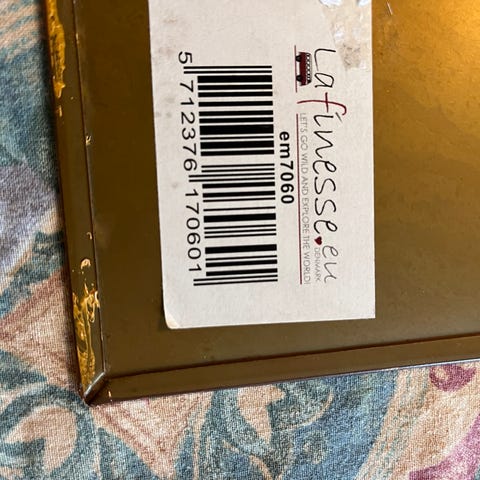 Lafinesse.eu
DENMARK
LET'S GO WILD AND EXPLORE THE WORLD!
em7060
5 712376 170601